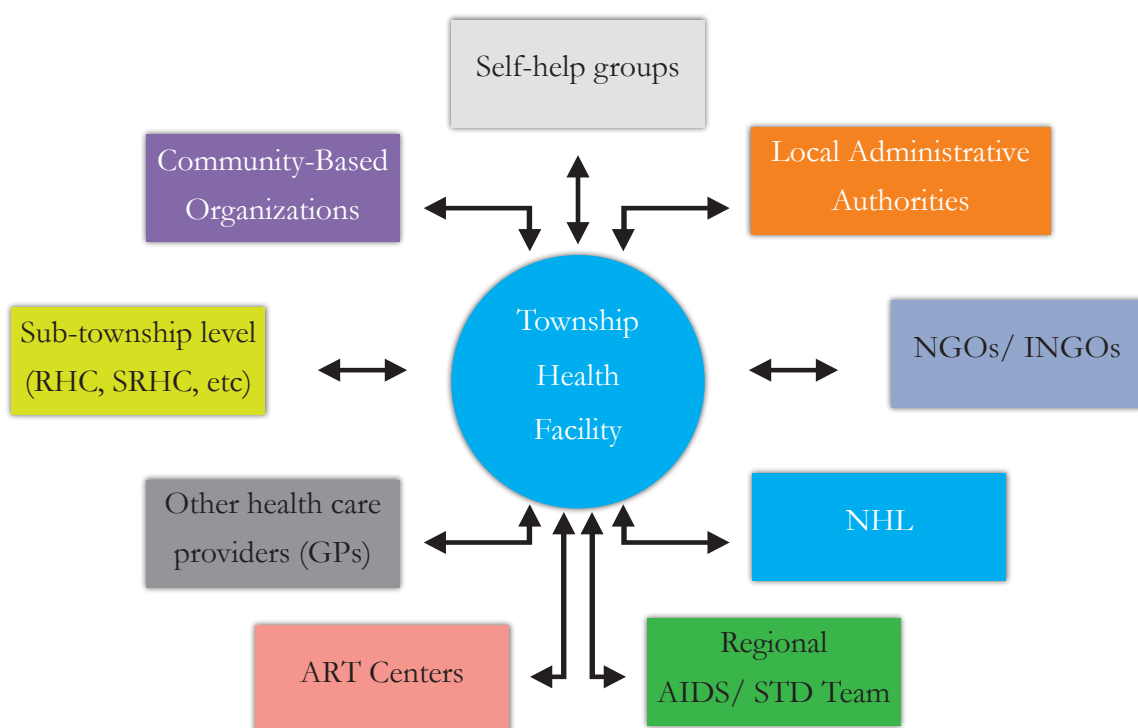 Self-help groups
Community-Based
Organizations
Local Administrative
Authorities
Sub-township level
(RHC, SRHC, etc)
Township
Health
Facility
NGOs/ INGOs
Other health care
providers (GPs)
NHL
ART Centers
Regional
AIDS/ STD Team